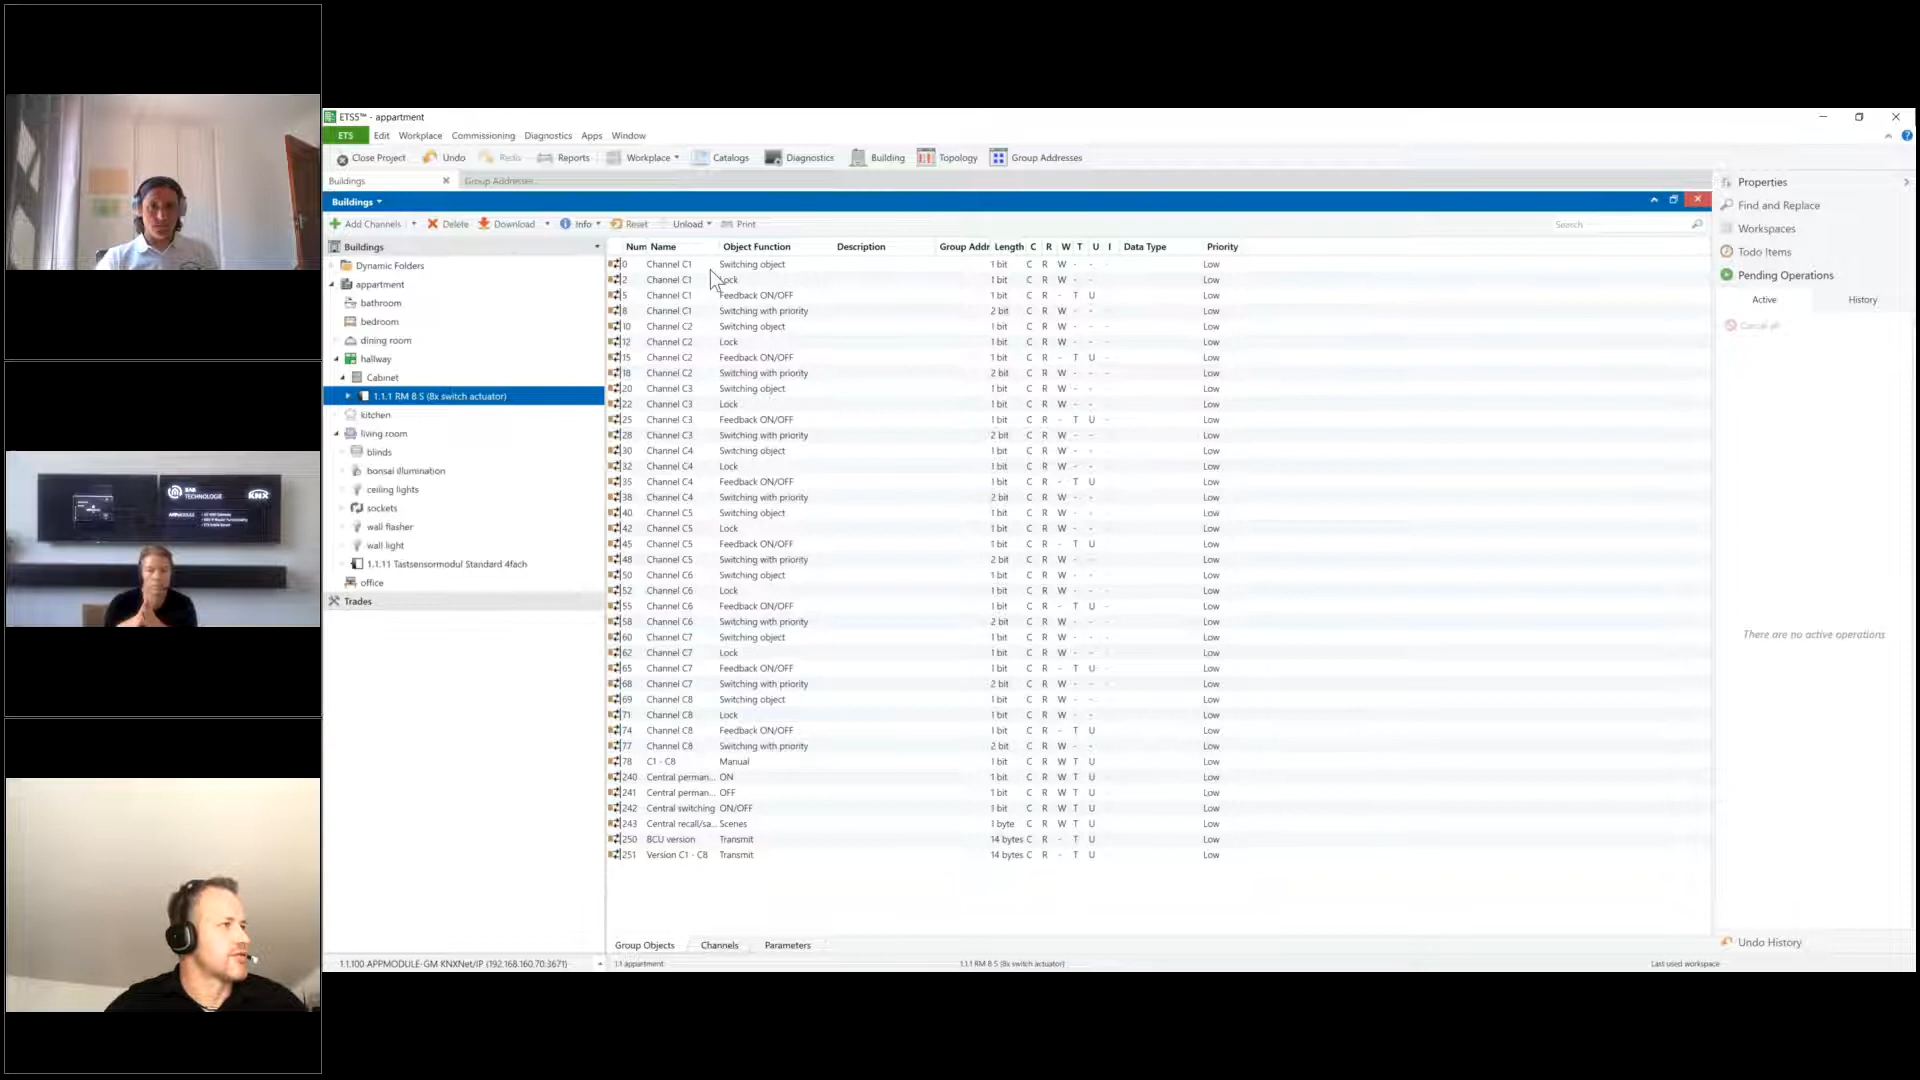 ETS5™ - appartment
ETS Edit Workplace Commissioning Diagnostics Apps Window
Close Project Undo Redo Reports Workplace Catalogs Diagnostics Building Topology Group Addresses
Buildings Group Addresses
Buildings
Add Channels Delete Download Info Reset Unload Print Search
Buildings
Dynamic Folders
appartment
bathroom
bedroom
dining room
hallway
Cabinet
1.1.1 RM 8 S (8x switch actuator)
kitchen
living room
blinds
bonsai illumination
ceiling lights
sockets
wall flasher
wall light
1.1.11 Tastsensormodul Standard 4fach
office
Trades
Num Name Object Function Description Group Addr Length C R W T U I Data Type Priority
0 Channel C1 Switching object 1 bit C R W - - - Low
2 Channel C1 Lock 1 bit C R W - - Low
5 Channel C1 Feedback ON/OFF 1 bit C R - T U Low
8 Channel C1 Switching with priority 2 bit C R W - - Low
10 Channel C2 Switching object 1 bit C R W - - - Low
12 Channel C2 Lock 1 bit C R W - - - Low
15 Channel C2 Feedback ON/OFF 1 bit C R - T U - Low
18 Channel C2 Switching with priority 2 bit C R W - - - Low
20 Channel C3 Switching object 1 bit C R W - - Low
22 Channel C3 Lock 1 bit C R W - - Low
25 Channel C3 Feedback ON/OFF 1 bit C R - T U - Low
28 Channel C3 Switching with priority 2 bit C R W - - Low
30 Channel C4 Switching object 1 bit C R W - - Low
32 Channel C4 Lock 1 bit C R W - - Low
35 Channel C4 Feedback ON/OFF 1 bit C R - T U - Low
38 Channel C4 Switching with priority 2 bit C R W - - Low
40 Channel C5 Switching object 1 bit C R W - - Low
42 Channel C5 Lock 1 bit C R W - - Low
45 Channel C5 Feedback ON/OFF 1 bit C R - T U Low
48 Channel C5 Switching with priority 2 bit C R W - - Low
50 Channel C6 Switching object 1 bit C R W - - - Low
52 Channel C6 Lock 1 bit C R W - - - Low
55 Channel C6 Feedback ON/OFF 1 bit C R - T U - Low
58 Channel C6 Switching with priority 2 bit C R W - - - Low
60 Channel C7 Switching object 1 bit C R W - - - Low
62 Channel C7 Lock 1 bit C R W - - - Low
65 Channel C7 Feedback ON/OFF 1 bit C R - T U - Low
68 Channel C7 Switching with priority 2 bit C R W - - - Low
69 Channel C8 Switching object 1 bit C R W - - Low
71 Channel C8 Lock 1 bit C R W - - Low
74 Channel C8 Feedback ON/OFF 1 bit C R - T U Low
77 Channel C8 Switching with priority 2 bit C R W - - Low
78 C1 - C8 Manual 1 bit C R W T U Low
240 Central perman... ON 1 bit C R W T U Low
241 Central perman... OFF 1 bit C R W T U Low
242 Central switching ON/OFF 1 bit C R W T U Low
243 Central recall/sa... Scenes 1 byte C R W T U Low
250 BCU version Transmit 14 bytes C R - T U Low
251 Version C1 - C8 Transmit 14 bytes C R - T U Low
Group Objects Channels Parameters
1.1.100 APPMODULE-GM KNXNet/IP (192.168.160.70:3671) 1.1 appartment 1.1.1 RM 8 S (8x switch actuator) Last used workspace
Properties
Find and Replace
Workspaces
Todo Items
Pending Operations
Active History
Cancel all
There are no active operations
Undo History
BAB
TECHNOLOGIE
KNX